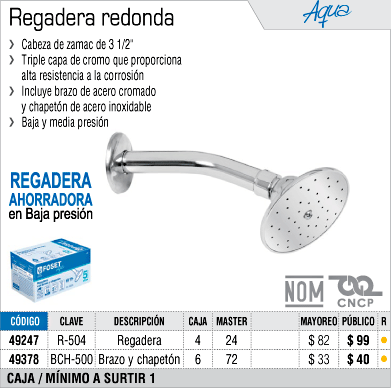 Regadera redonda
Aqua
› Cabeza de zamac de 3 1/2"
› Triple capa de cromo que proporciona
alta resistencia a la corrosión
› Incluye brazo de acero cromado
y chapetón de acero inoxidable
› Baja y media presión
REGADERA
AHORRADORA
en Baja presión
FOSET
5
NOM
CNCP
CÓDIGO CLAVE DESCRIPCIÓN CAJA MASTER MAYOREO PÚBLICO R
49247 R-504 Regadera 4 24 $ 82 $ 99
49378 BCH-500 Brazo y chapetón 6 72 $ 33 $ 40
CAJA / MÍNIMO A SURTIR 1